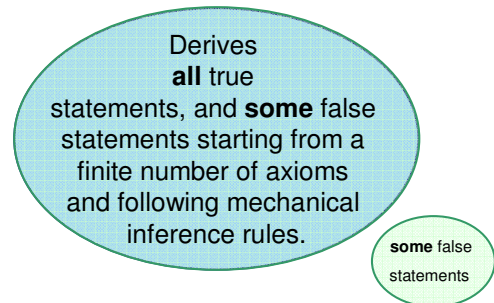 Derives
all true
statements, and some false
statements starting from a
finite number of axioms
and following mechanical
inference rules.
some false
statements